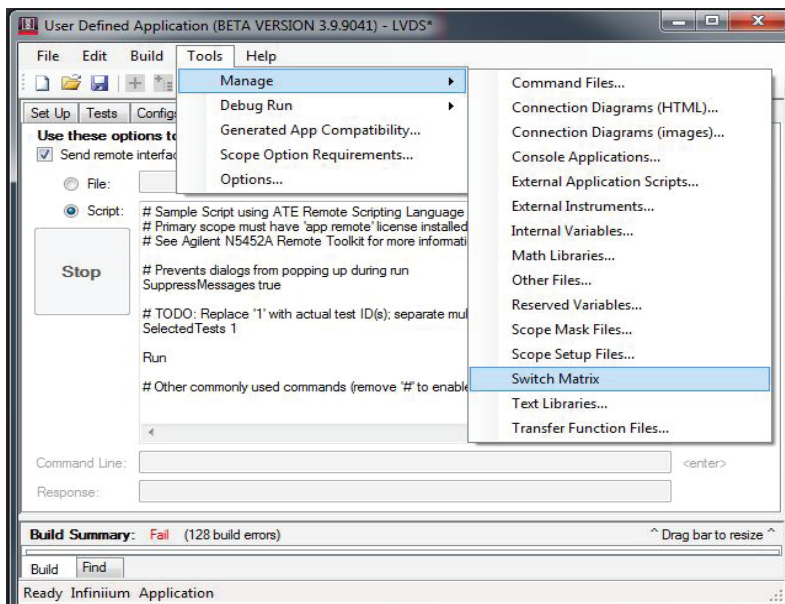 User Defined Application (BETA VERSION 3.9.9041) - LVDS*
File Edit Build Tools Help
Manage
Debug Run
Generated App Compatibility...
Scope Option Requirements...
Options...
Command Files...
Connection Diagrams (HTML)...
Connection Diagrams (images)...
Console Applications...
External Application Scripts...
External Instruments...
Internal Variables...
Math Libraries...
Other Files...
Reserved Variables...
Scope Mask Files...
Scope Setup Files...
Switch Matrix
Text Libraries...
Transfer Function Files...
Set Up Tests Configs
Use these options to
Send remote interfac
File:
Script:
# Sample Script using ATE Remote Scripting Language
# Primary scope must have 'app remote' license installed
# See Agilent N5452A Remote Toolkit for more informati
# Prevents dialogs from popping up during run
SuppressMessages true
# TODO: Replace '1' with actual test ID(s); separate mul
SelectedTests 1
Run
# Other commonly used commands (remove '#' to enable
Stop
Command Line: <enter>
Response:
Build Summary: Fail (128 build errors) ^ Drag bar to resize ^
Build Find
Ready Infiniium Application